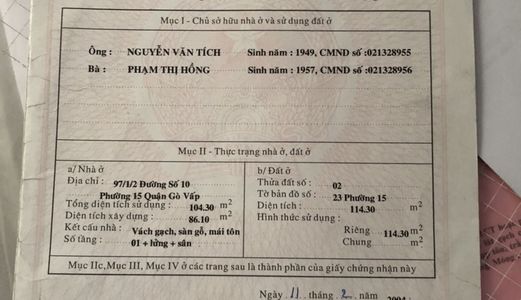 Mục I - Chủ sở hữu nhà ở và sử dụng đất ở
Ông : NGUYỄN VĂN TÍCH Sinh năm : 1949, CMND số :021328955
Bà : PHẠM THỊ HỒNG Sinh năm : 1957, CMND số :021328956
Mục II - Thực trạng nhà ở, đất ở
a/ Nhà ở
Địa chỉ : 97/1/2 Đường Số 10
Phường 15 Quận Gò Vấp
Tổng diện tích sử dụng : 104.30 m2
Diện tích xây dựng : 86.10 m2
Kết cấu nhà : Vách gạch, sàn gỗ, mái tôn
Số tầng : 01 + lửng + sân
b/ Đất ở
Thửa đất số : 02
Tờ bản đồ số : 23 Phường 15
Diện tích : 114.30 m2
Hình thức sử dụng :
Riêng 114.30 m2
Chung m2
Mục IIc, Mục III, Mục IV ở các trang sau là thành phần của giấy chứng nhận này
Ngày 11 tháng 2 năm 2004